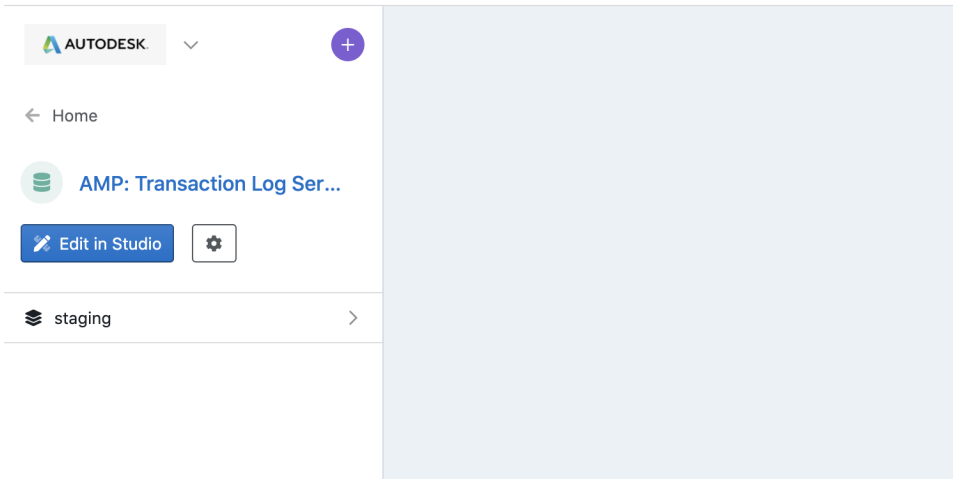 AUTODESK.
Home
AMP: Transaction Log Ser...
Edit in Studio
staging